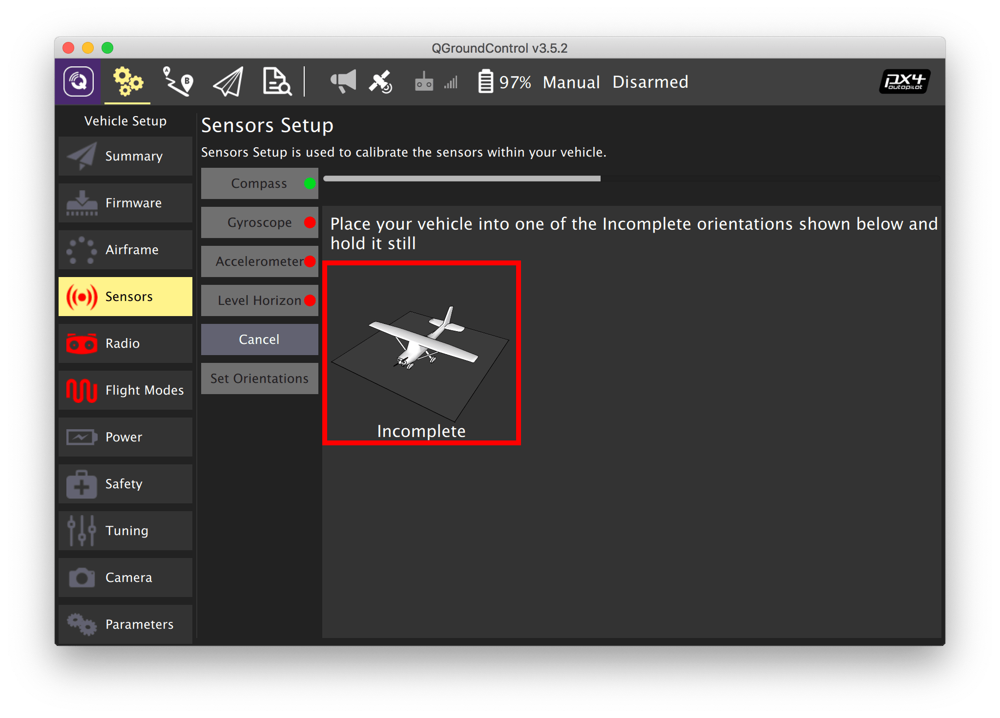 QGroundControl v3.5.2
A
B
97%
Manual
Disarmed
px4
autopilot
Vehicle Setup
Summary
Firmware
Airframe
Sensors
Radio
Flight Modes
Power
Safety
Tuning
Camera
Parameters
Sensors Setup
Sensors Setup is used to calibrate the sensors within your vehicle.
Compass
Gyroscope
Accelerometer
Level Horizon
Cancel
Set Orientations
Place your vehicle into one of the Incomplete orientations shown below and
hold it still
Incomplete